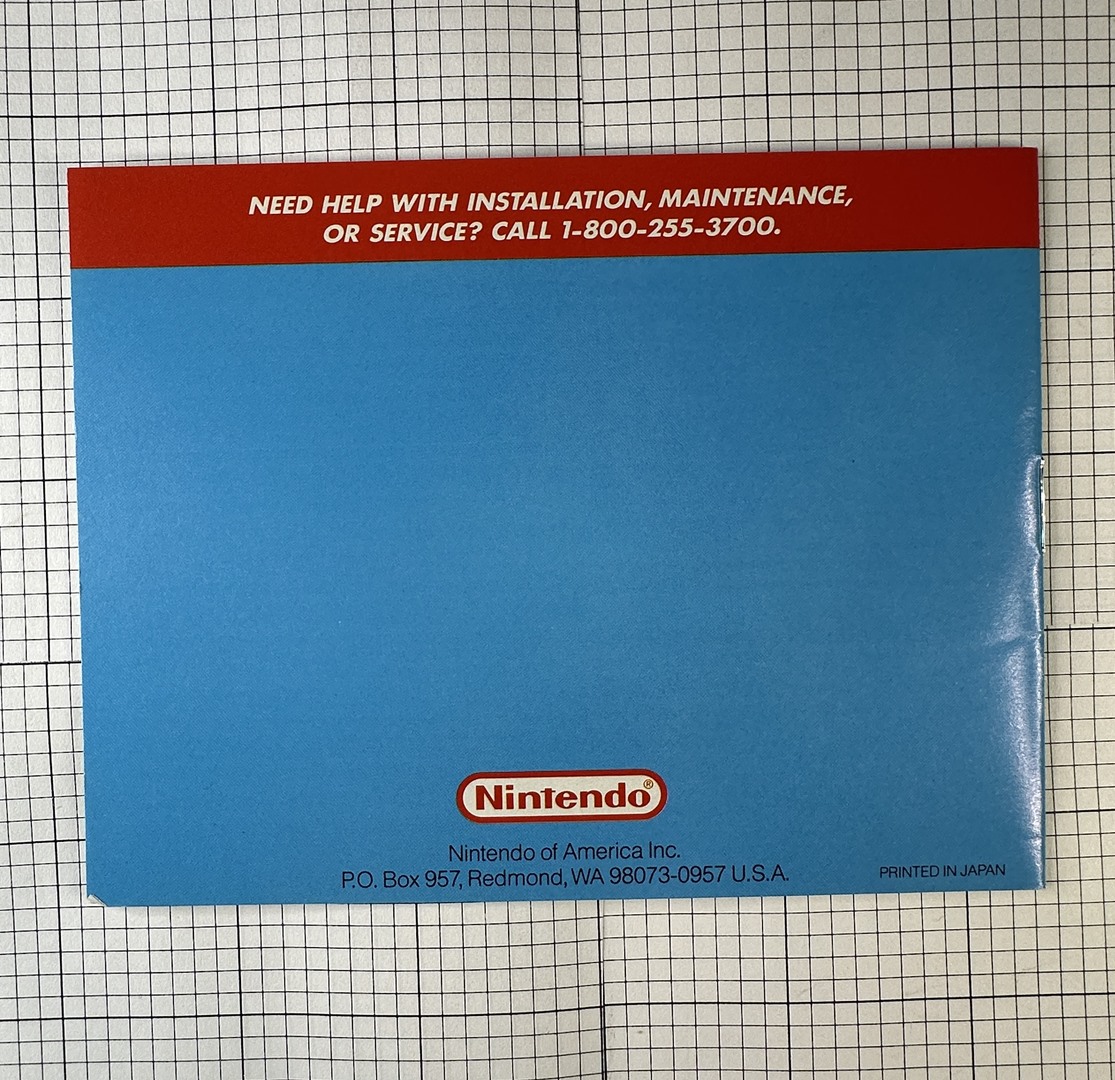 NEED HELP WITH INSTALLATION, MAINTENANCE,
OR SERVICE? CALL 1-800-255-3700.
Nintendo®
Nintendo of America Inc.
P.O. Box 957, Redmond, WA 98073-0957 U.S.A.
PRINTED IN JAPAN